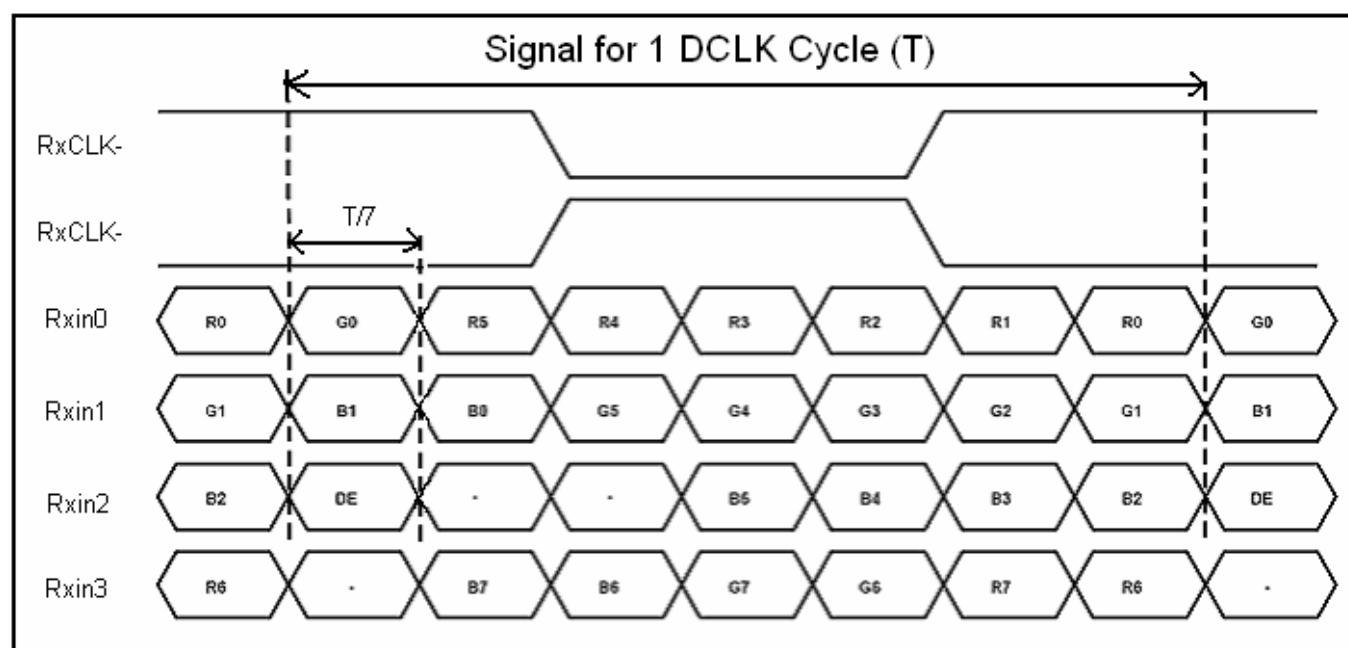 Signal for 1 DCLK Cycle (T)
RxCLK-
RxCLK-
T/7
Rxin0 R0 G0 R5 R4 R3 R2 R1 R0 G0
Rxin1 G1 B1 B0 G5 G4 G3 G2 G1 B1
Rxin2 B2 DE - - B5 B4 B3 B2 DE
Rxin3 R6 - B7 B6 G7 G6 R7 R6 -